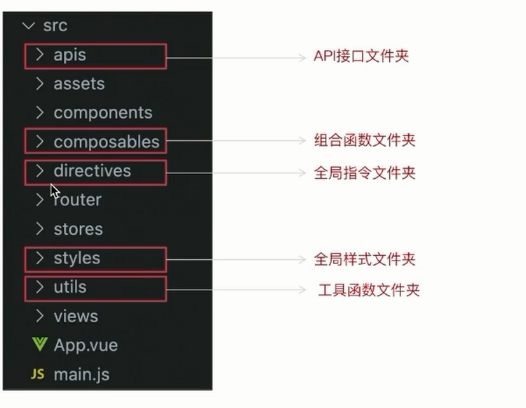 src
apis API接口文件夹
assets
components
composables 组合函数文件夹
directives 全局指令文件夹
router
stores
styles 全局样式文件夹
utils 工具函数文件夹
views
App.vue
JS main.js